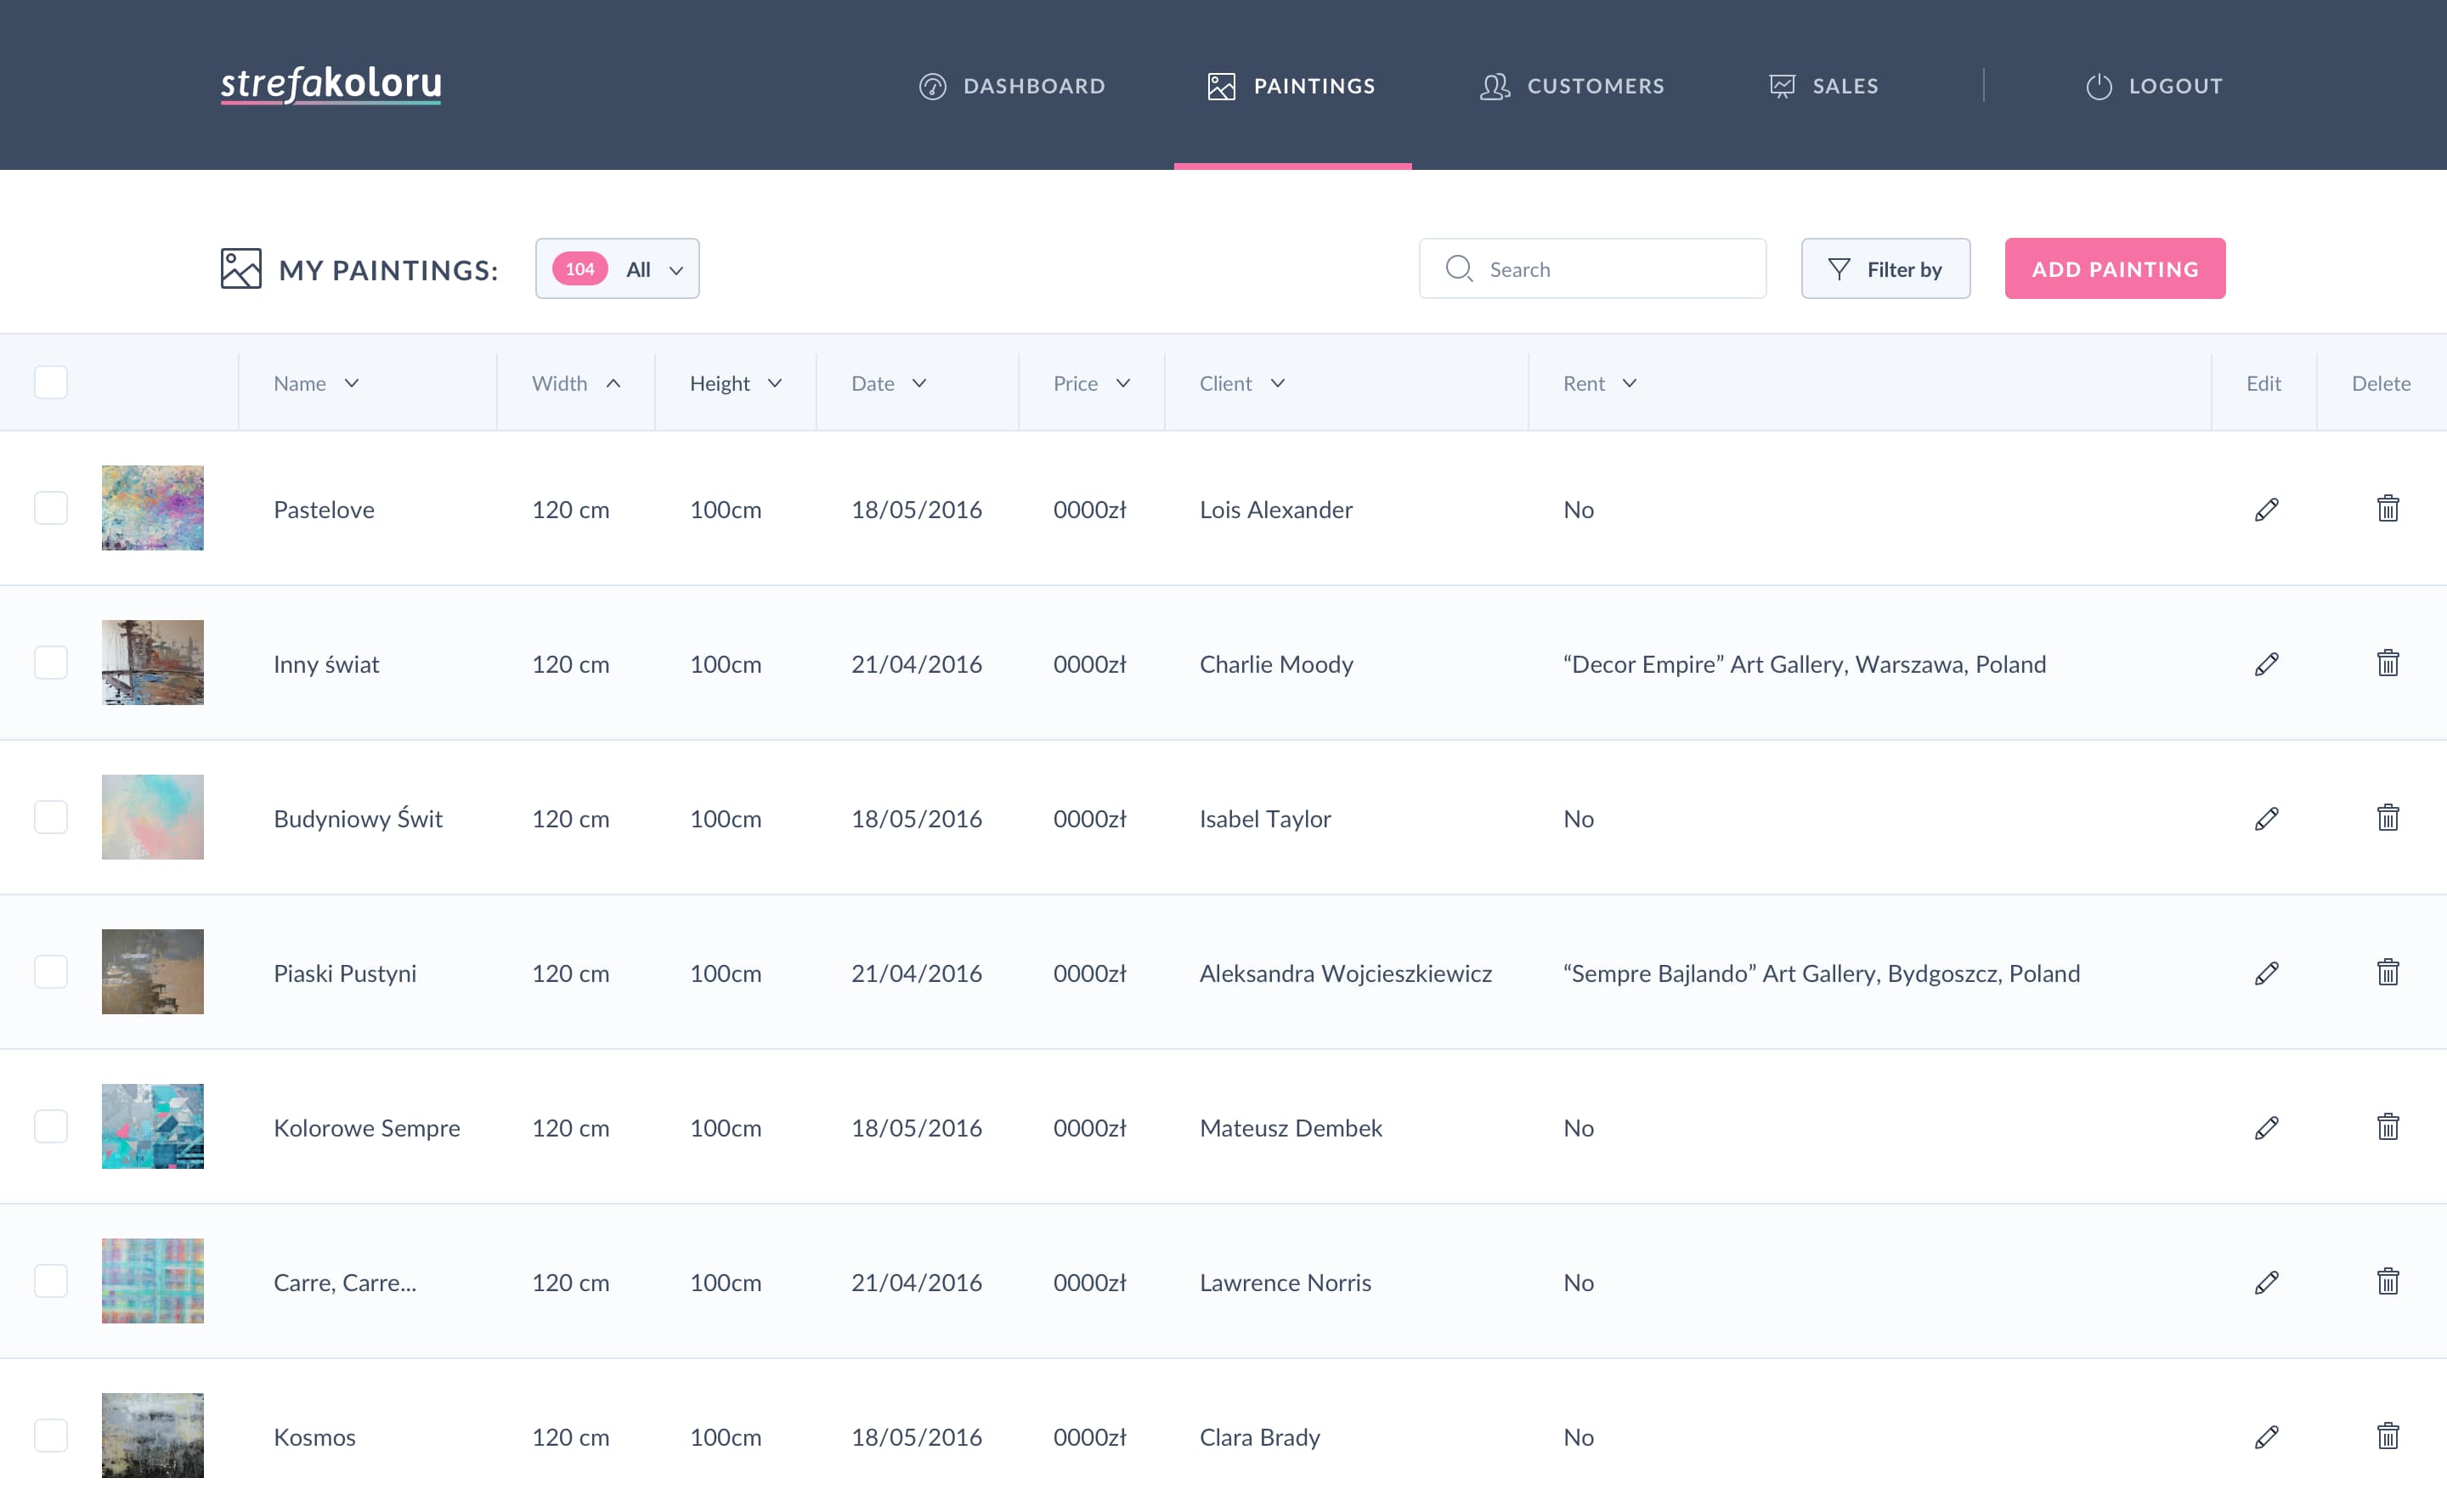 strefakoloru
DASHBOARD PAINTINGS CUSTOMERS SALES LOGOUT
MY PAINTINGS: 104 All Search Filter by ADD PAINTING
Name Width Height Date Price Client Rent Edit Delete
Pastelove 120 cm 100cm 18/05/2016 0000zł Lois Alexander No
Inny świat 120 cm 100cm 21/04/2016 0000zł Charlie Moody “Decor Empire” Art Gallery, Warszawa, Poland
Budyniowy Świt 120 cm 100cm 18/05/2016 0000zł Isabel Taylor No
Piaski Pustyni 120 cm 100cm 21/04/2016 0000zł Aleksandra Wojcieszkiewicz “Sempre Bajlando” Art Gallery, Bydgoszcz, Poland
Kolorowe Sempre 120 cm 100cm 18/05/2016 0000zł Mateusz Dembek No
Carre, Carre... 120 cm 100cm 21/04/2016 0000zł Lawrence Norris No
Kosmos 120 cm 100cm 18/05/2016 0000zł Clara Brady No